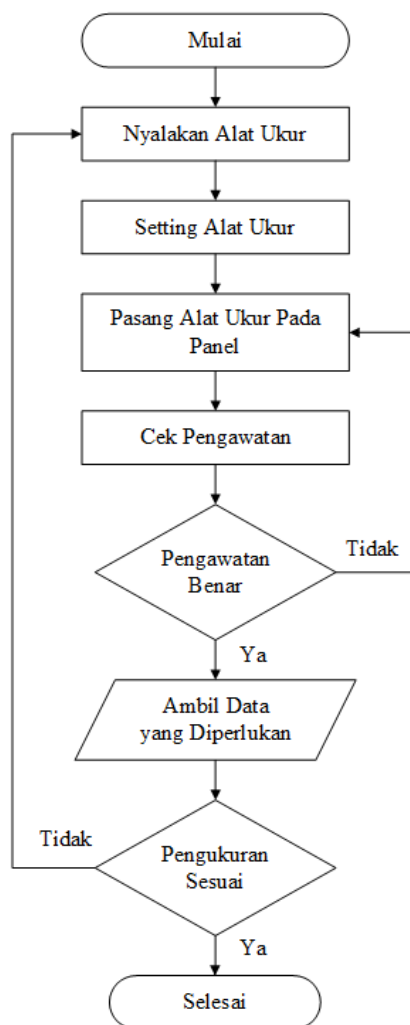 Mulai
Nyalakan Alat Ukur
Setting Alat Ukur
Pasang Alat Ukur Pada
Panel
Cek Pengawatan
Pengawatan
Benar
Tidak
Ya
Ambil Data
yang Diperlukan
Tidak
Pengukuran
Sesuai
Ya
Selesai